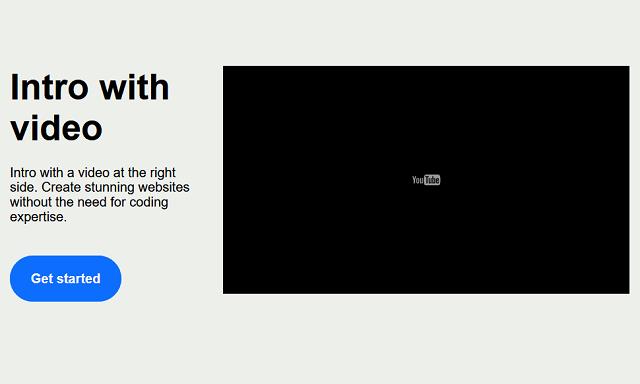 Intro with
video
Intro with a video at the right
side. Create stunning websites
without the need for coding
expertise.
Get started
YouTube